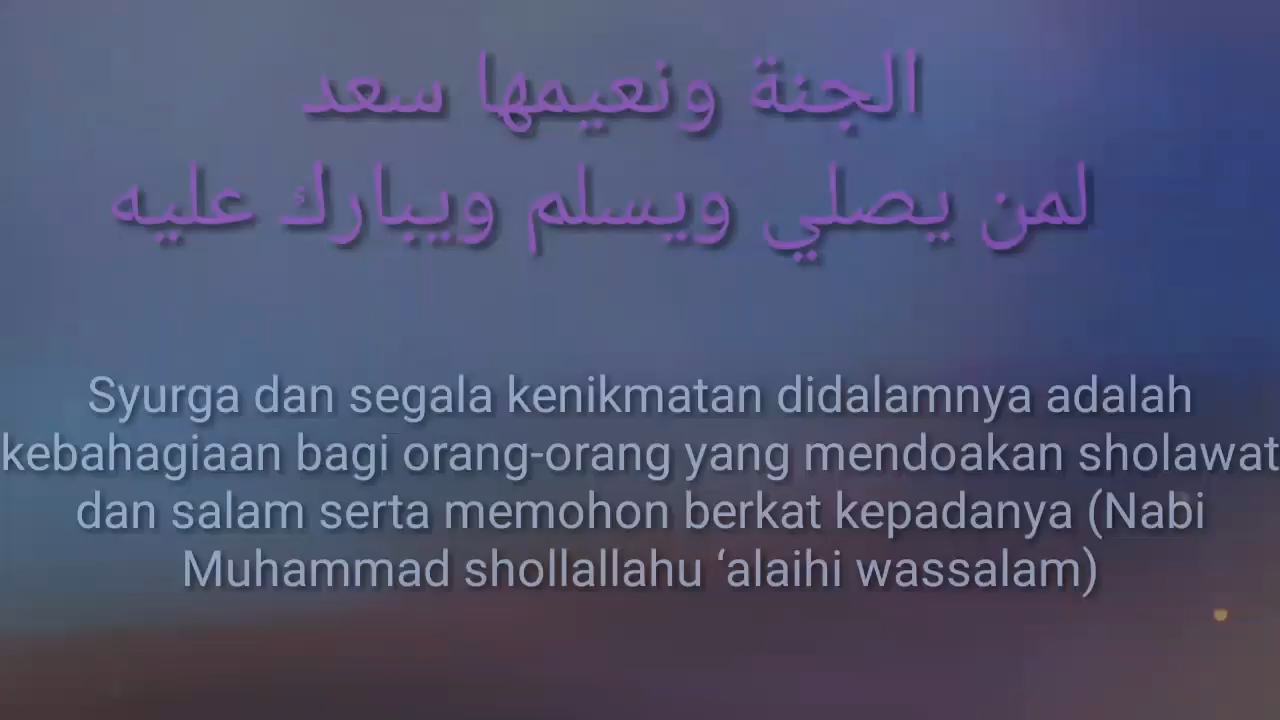 الجنة ونعيمها سعد
لمن يصلي ويسلم ويبارك عليه
Syurga dan segala kenikmatan didalamnya adalah
kebahagiaan bagi orang-orang yang mendoakan sholawat
dan salam serta memohon berkat kepadanya (Nabi
Muhammad shollallahu ‘alaihi wassalam)